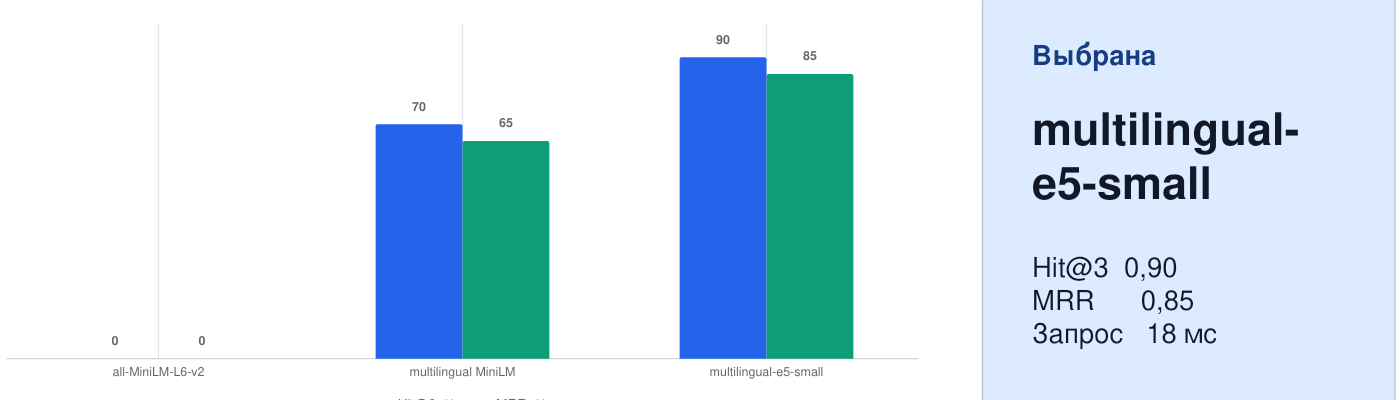 90
85
70
65
0 0
all-MiniLM-L6-v2 multilingual MiniLM multilingual-e5-small
Выбрана
multilingual-
e5-small
Hit@3 0,90
MRR 0,85
Запрос 18 мс